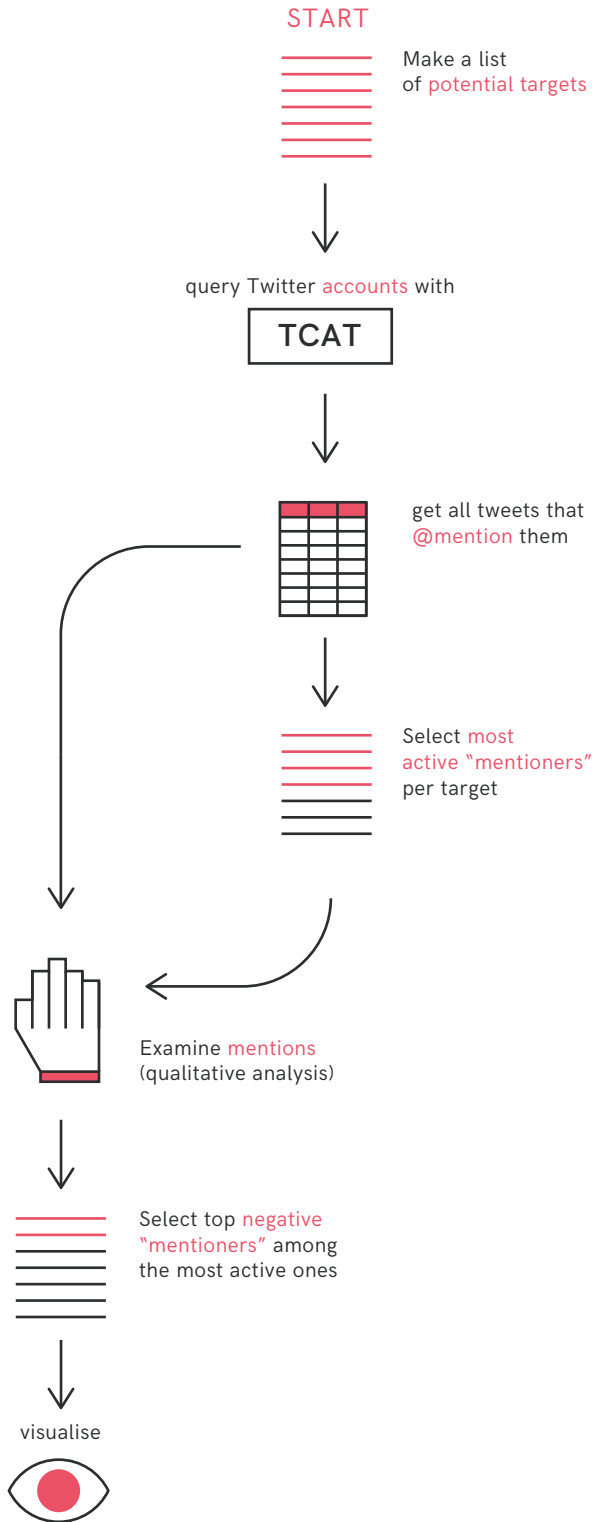 START
Make a list
of potential targets
query Twitter accounts with
TCAT
get all tweets that
@mention them
Select most
active “mentioners”
per target
Examine mentions
(qualitative analysis)
Select top negative
“mentioners” among
the most active ones
visualise